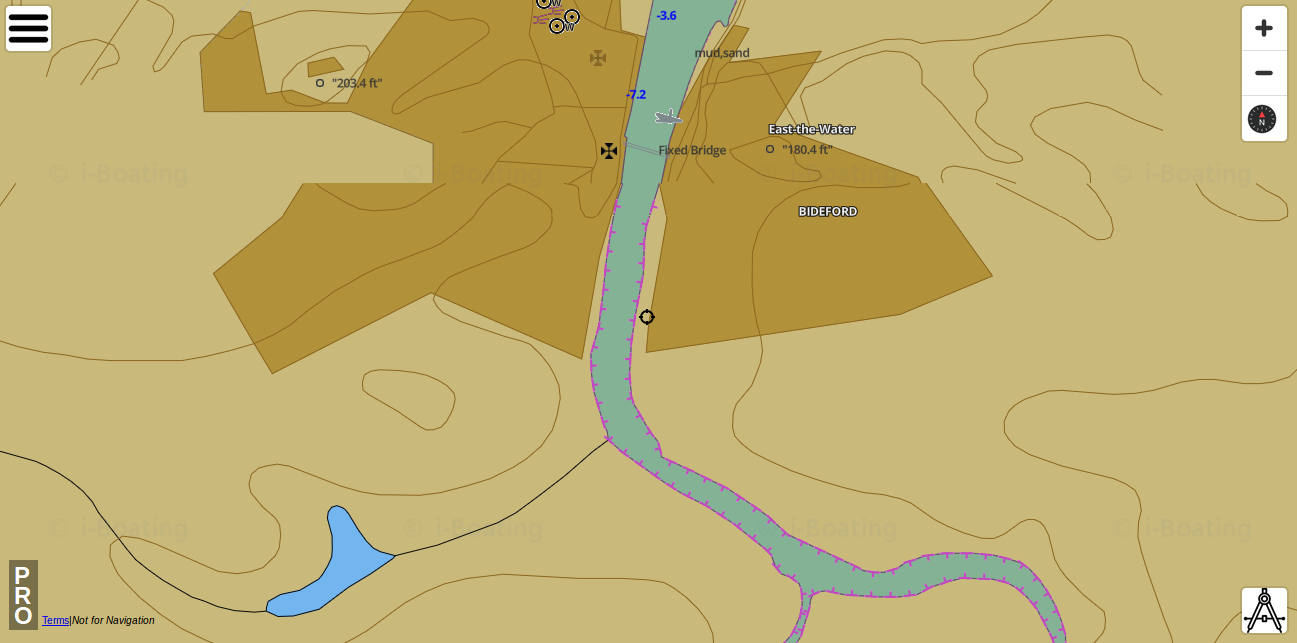 -3.6
W
W
mud,sand
"203.4 ft"
-7.2
East-the-Water
Fixed Bridge
"180.4 ft"
N
© i-Boating
© i-Boating
© i-Boating
© i-Boating
BIDEFORD
© i-Boating
© i-Boating
© i-Boating
© i-Boating
PRO
Terms|Not for Navigation